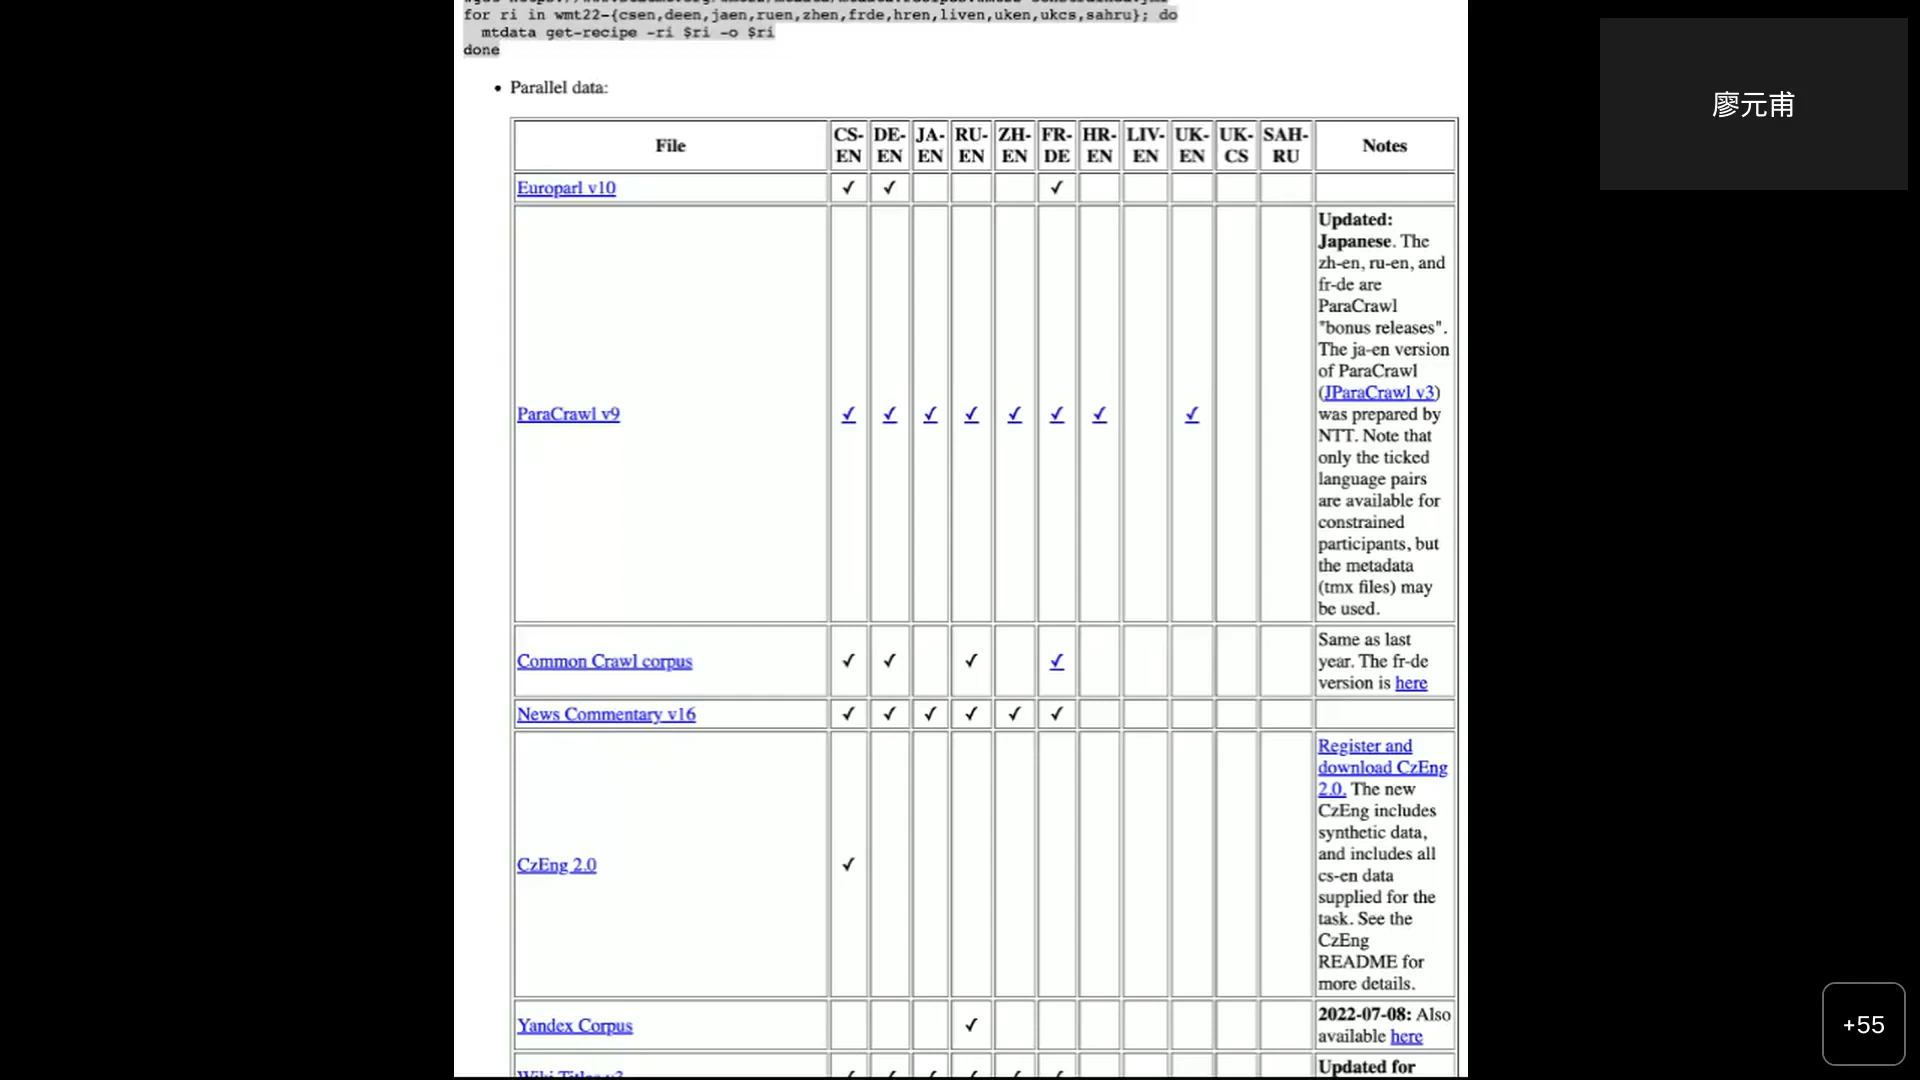 for ri in wmt22-{csen,deen,jaen,ruen,zhen,frde,hren,liven,uken,ukcs,sahru}; do
mtdata get-recipe -ri $ri -o $ri
done
• Parallel data:
File CS-EN DE-EN JA-EN RU-EN ZH-EN FR-DE HR-EN LIV-EN UK-EN UK-CS SAH-RU Notes
Europarl v10 ✓ ✓ ✓
ParaCrawl v9 ✓ ✓ ✓ ✓ ✓ ✓ ✓ ✓
Updated:
Japanese. The
zh-en, ru-en, and
fr-de are
ParaCrawl
"bonus releases".
The ja-en version
of ParaCrawl
(JParaCrawl v3)
was prepared by
NTT. Note that
only the ticked
language pairs
are available for
constrained
participants, but
the metadata
(tmx files) may
be used.
Common Crawl corpus ✓ ✓ ✓ ✓
Same as last
year. The fr-de
version is here
News Commentary v16 ✓ ✓ ✓ ✓ ✓ ✓
CzEng 2.0 ✓
Register and
download CzEng
2.0. The new
CzEng includes
synthetic data,
and includes all
cs-en data
supplied for the
task. See the
CzEng
README for
more details.
Yandex Corpus ✓
2022-07-08: Also
available here
Wiki Titles v3 ✓ ✓ ✓ ✓ ✓ ✓
Updated for
廖元甫
+55